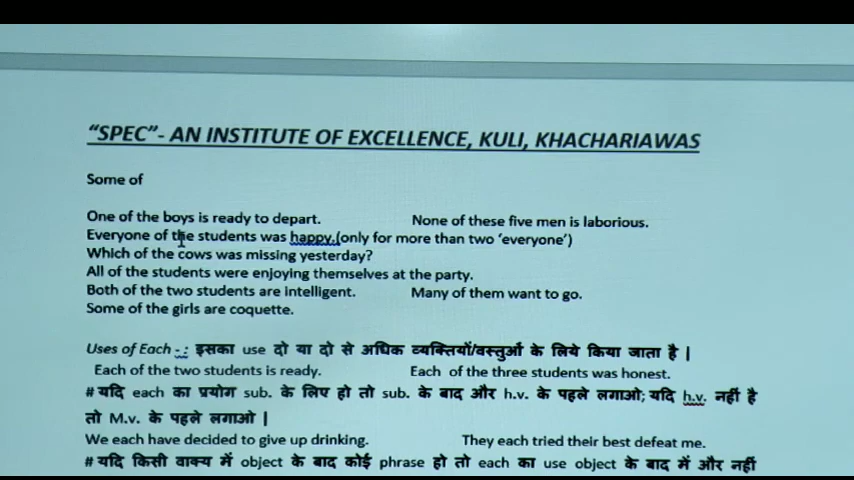 “SPEC”- AN INSTITUTE OF EXCELLENCE, KULI, KHACHARIAWAS
Some of
One of the boys is ready to depart. None of these five men is laborious.
Everyone of the students was happy.(only for more than two ‘everyone’)
Which of the cows was missing yesterday?
All of the students were enjoying themselves at the party.
Both of the two students are intelligent. Many of them want to go.
Some of the girls are coquette.
Uses of Each -: इसका use दो या दो से अधिक व्यक्तियों/वस्तुओं के लिये किया जाता है |
Each of the two students is ready. Each of the three students was honest.
# यदि each का प्रयोग sub. के लिए हो तो sub. के बाद और h.v. के पहले लगाओ; यदि h.v. नहीं है
तो M.v. के पहले लगाओ |
We each have decided to give up drinking. They each tried their best defeat me.
# यदि किसी वाक्य में object के बाद कोई phrase हो तो each का use object के बाद में और नहीं